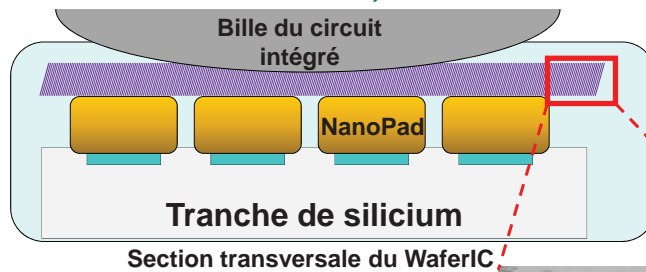 Bille du circuit
intégré
NanoPad
Tranche de silicium
Section transversale du WaferIC